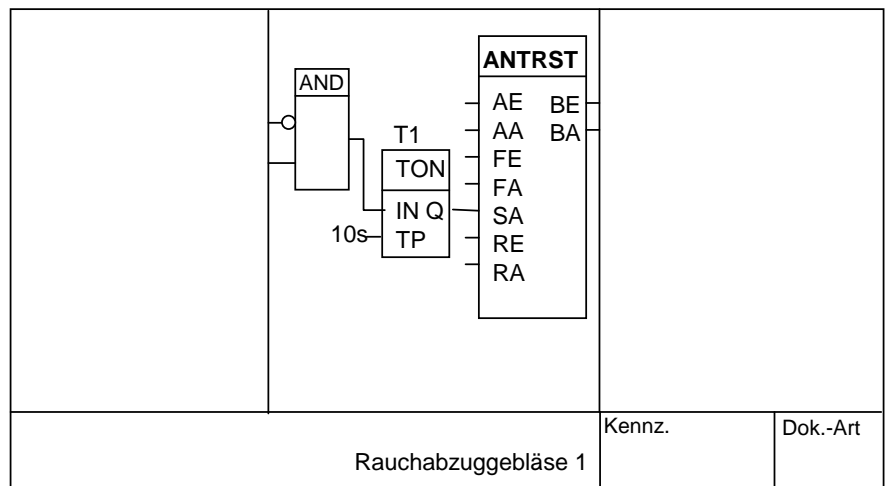 ANTRST
AND
AE BE
AA BA
T1
FE
TON
FA
IN Q
SA
10s TP
RE
RA
Kennz.
Dok.-Art
Rauchabzuggebläse 1